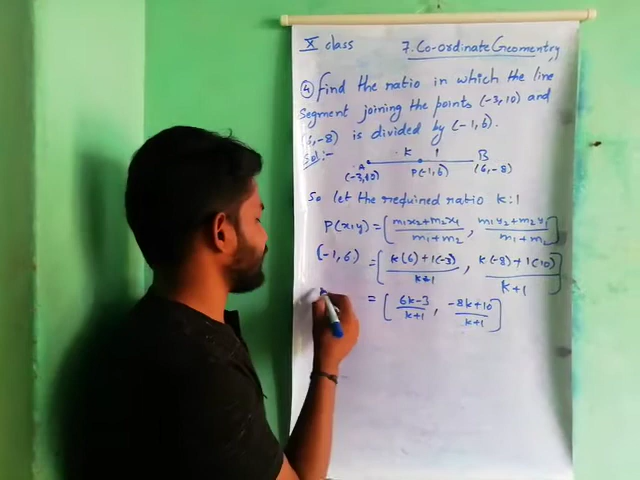 X class 7. Co-ordinate Geomentry
④ find the ratio in which the line
segment joining the points (-3,10) and
(6,-8) is divided by (-1,6).
Sol:-
K 1
A B
(-3,10) P(-1,6) (6,-8)
So let the required ratio K:1
P(x,y) = [m₁x₂+m₂x₁/m₁+m₂, m₁y₂+m₂y₁/m₁+m₂]
(-1,6) = [k(6)+1(-3)/k+1, k(-8)+1(10)/k+1]
= [6k-3/k+1, -8k+10/k+1]